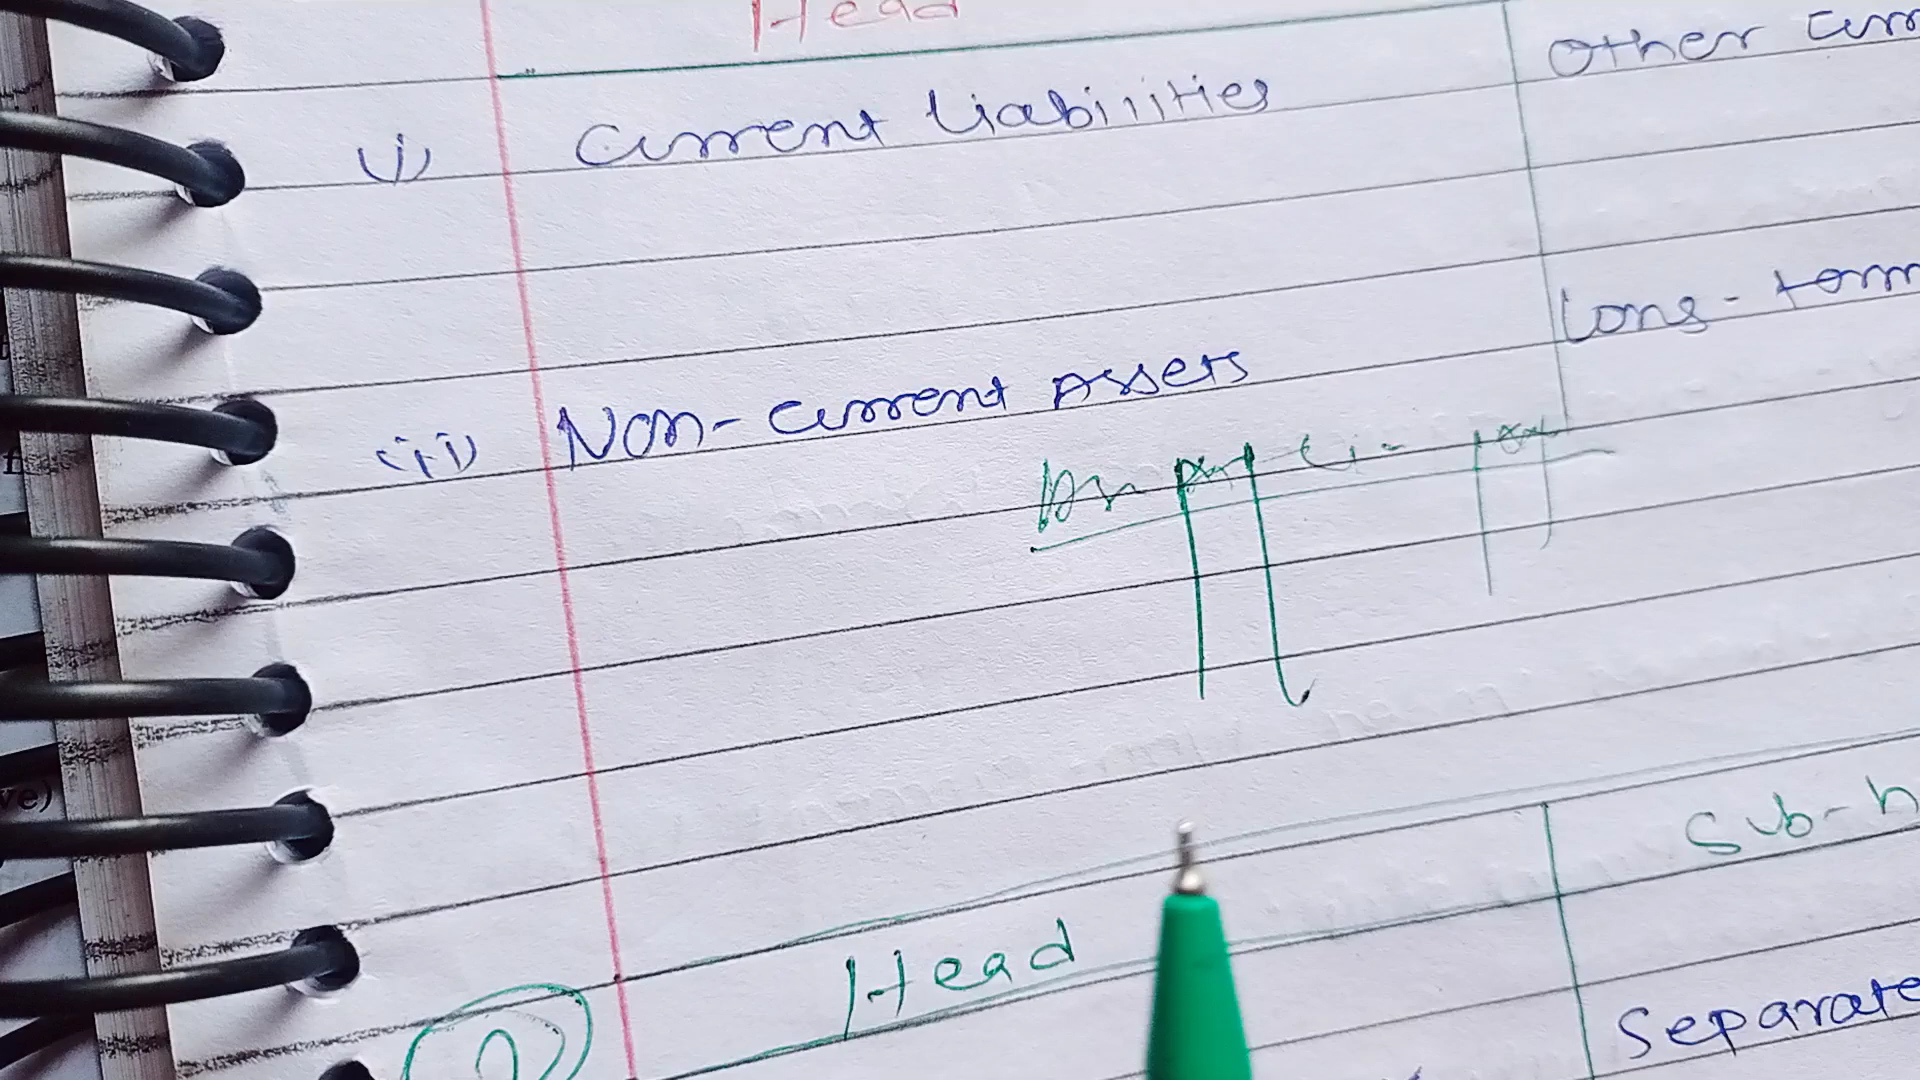 Head
Other Curr
(i) Current Liabilities
Long-term
(ii) Non-Current Assets
Sub-h
Head
Separate